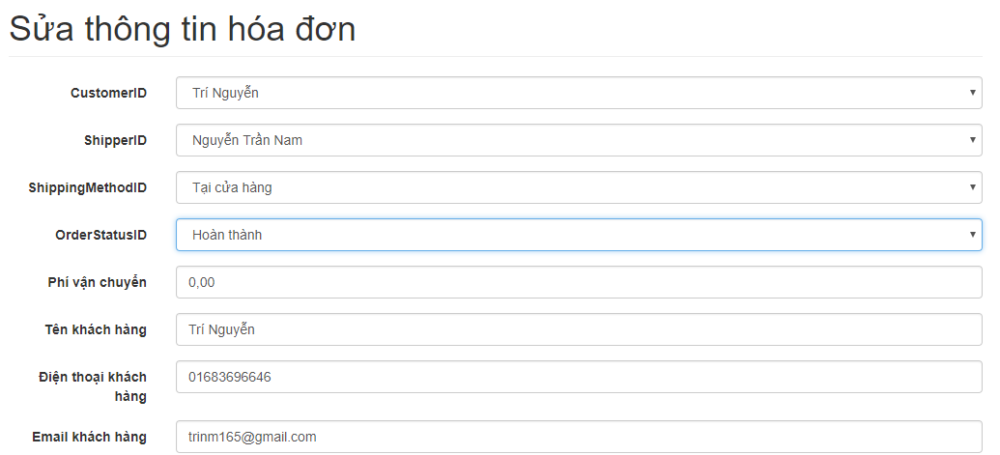 Sửa thông tin hóa đơn
CustomerID Trí Nguyễn
ShipperID Nguyễn Trần Nam
ShippingMethodID Tại cửa hàng
OrderStatusID Hoàn thành
Phí vận chuyển 0,00
Tên khách hàng Trí Nguyễn
Điện thoại khách 01683696646
hàng
Email khách hàng trinm165@gmail.com